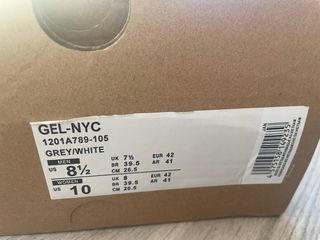 GEL-NYC
1201A789-105
GREY/WHITE
MEN
US 8½
UK 7½ EUR 42
BR 39.5 AR 41
CM 26.5
WOMEN
US 10
UK 8 EUR 42
BR 39.5 AR 41
CM 26.5
JAN